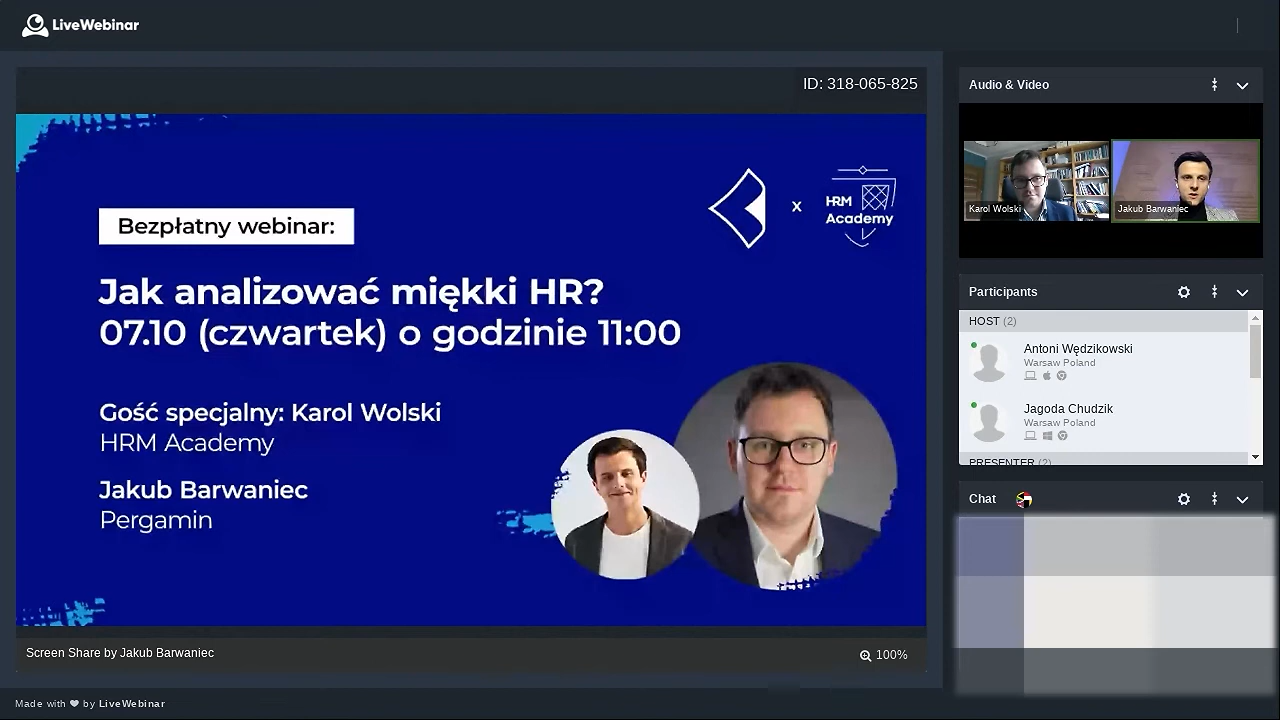 LiveWebinar
ID: 318-065-825
Bezpłatny webinar:
x
HRM
Academy
Jak analizować miękki HR?
07.10 (czwartek) o godzinie 11:00
Gość specjalny: Karol Wolski
HRM Academy
Jakub Barwaniec
Pergamin
Screen Share by Jakub Barwaniec
100%
Made with ❤ by LiveWebinar
Audio & Video
Karol Wolski
Jakub Barwaniec
Participants
HOST (2)
Antoni Wędzikowski
Warsaw Poland
Jagoda Chudzik
Warsaw Poland
PRESENTER (2)
Chat